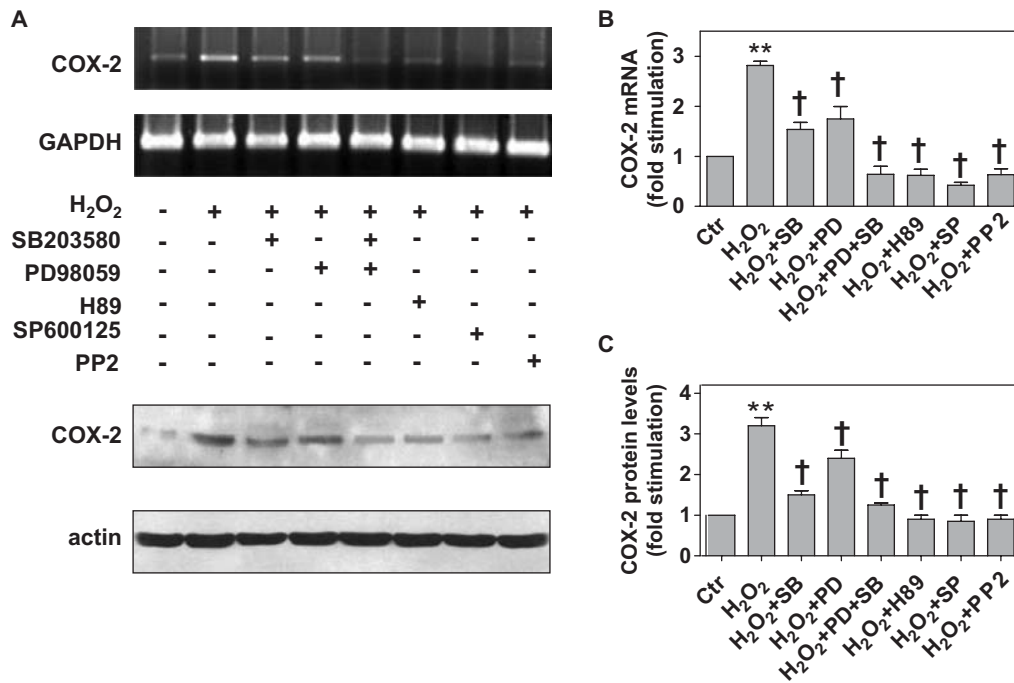 A
COX-2
GAPDH
H₂O₂ - + + + + + + +
SB203580 - - + - + - - -
PD98059 - - - + + - - -
H89 - - - - - + - -
SP600125 - - - - - - + -
PP2 - - - - - - - +
COX-2
actin
B
COX-2 mRNA
(fold stimulation)
3
2
1
0
** † † † † † †
Ctr
H₂O₂
H₂O₂+SB
H₂O₂+PD
H₂O₂+PD+SB
H₂O₂+H89
H₂O₂+SP
H₂O₂+PP2
C
COX-2 protein levels
(fold stimulation)
4
3
2
1
0
** † † † † † †
Ctr
H₂O₂
H₂O₂+SB
H₂O₂+PD
H₂O₂+PD+SB
H₂O₂+H89
H₂O₂+SP
H₂O₂+PP2